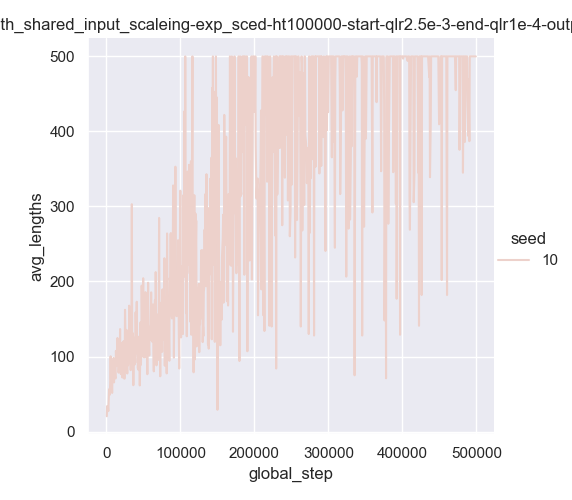 th_shared_input_scaleing-exp_sced-ht100000-start-qlr2.5e-3-end-qlr1e-4-outp
500
400
300
200
100
0
avg_lengths
0 100000 200000 300000 400000 500000
global_step
seed
10